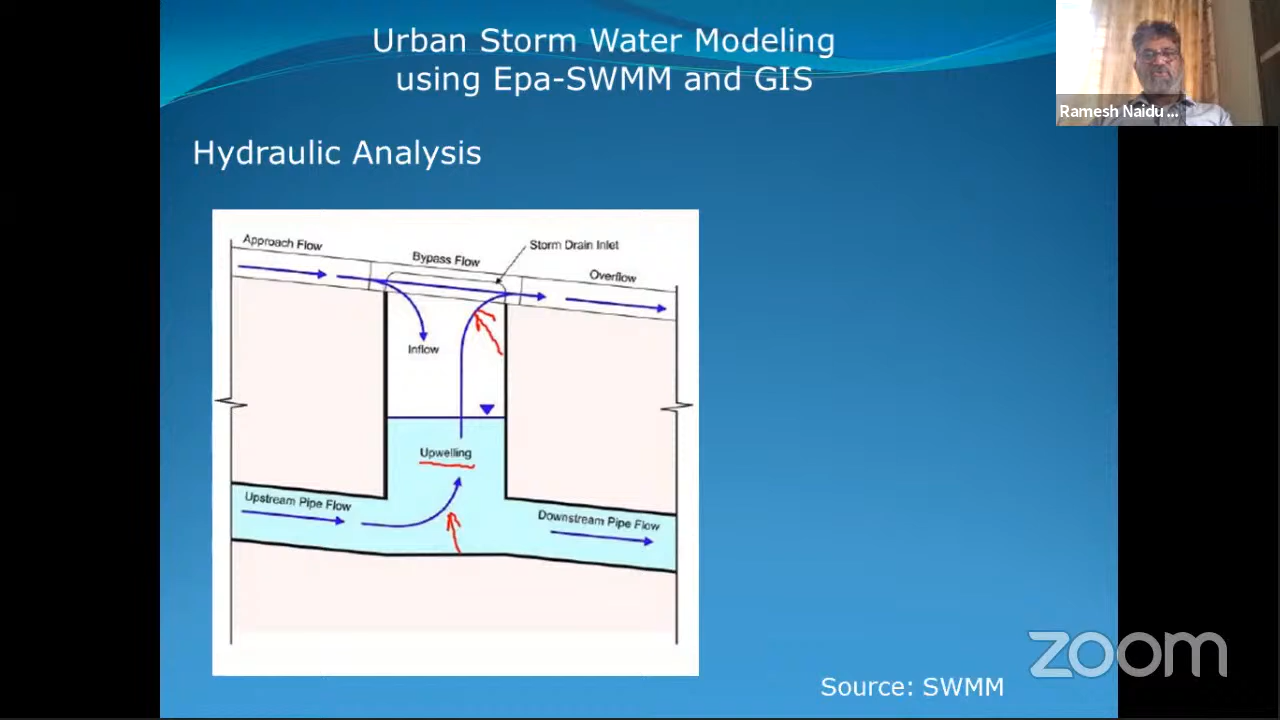 Urban Storm Water Modeling
using Epa-SWMM and GIS
Ramesh Naidu ...
Hydraulic Analysis
Approach Flow
Bypass Flow
Storm Drain Inlet
Overflow
Inflow
Upwelling
Upstream Pipe Flow
Downstream Pipe Flow
zoom
Source: SWMM